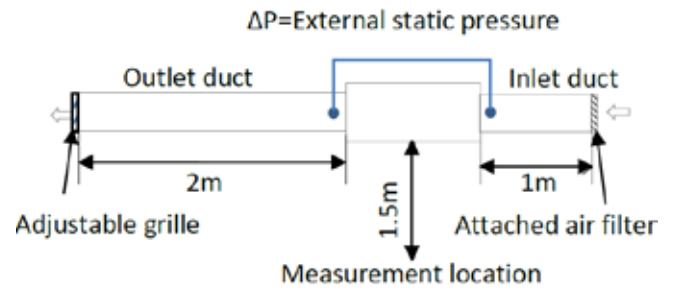 ΔP=External static pressure
Outlet duct
Inlet duct
2m
1.5m
1m
Adjustable grille
Attached air filter
Measurement location